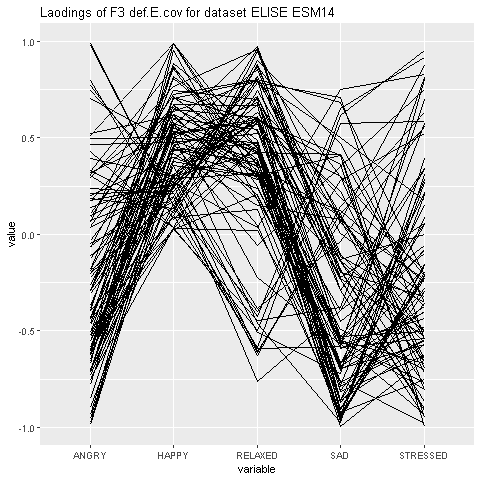 Laodings of F3 def.E.cov for dataset ELISE ESM14
1.0
0.5
0.0
-0.5
-1.0
value
ANGRY HAPPY RELAXED SAD STRESSED
variable